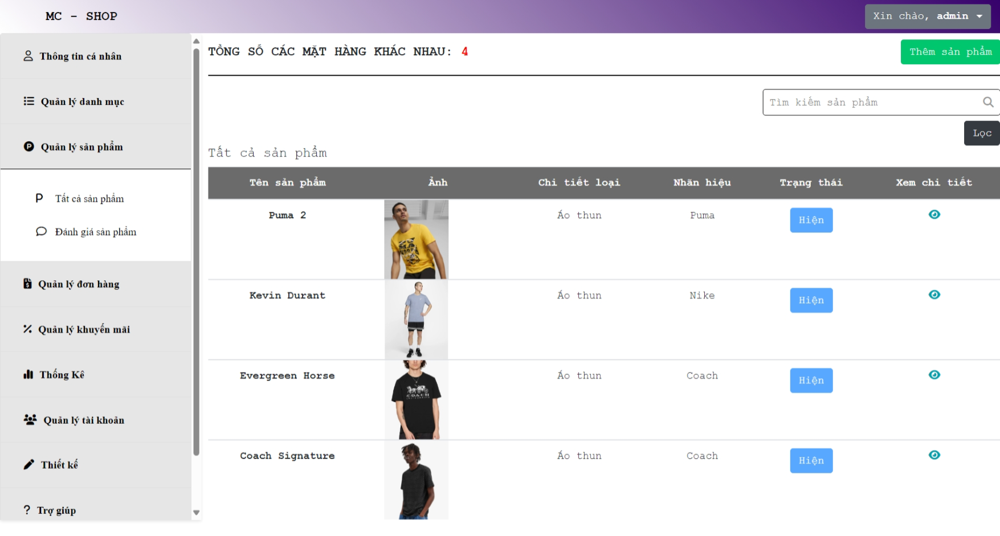 MC - SHOP
Xin chào, admin
Thông tin cá nhân
Quản lý danh mục
Quản lý sản phẩm
P Tất cả sản phẩm
Đánh giá sản phẩm
Quản lý đơn hàng
Quản lý khuyến mãi
Thống Kê
Quản lý tài khoản
Thiết kế
? Trợ giúp
TỔNG SỐ CÁC MẶT HÀNG KHÁC NHAU: 4
Thêm sản phẩm
Tìm kiếm sản phẩm
Lọc
Tất cả sản phẩm
Tên sản phẩm Ảnh Chi tiết loại Nhãn hiệu Trạng thái Xem chi tiết
Puma 2 Áo thun Puma Hiện
Kevin Durant Áo thun Nike Hiện
Evergreen Horse Áo thun Coach Hiện
COACH
Coach Signature Áo thun Coach Hiện